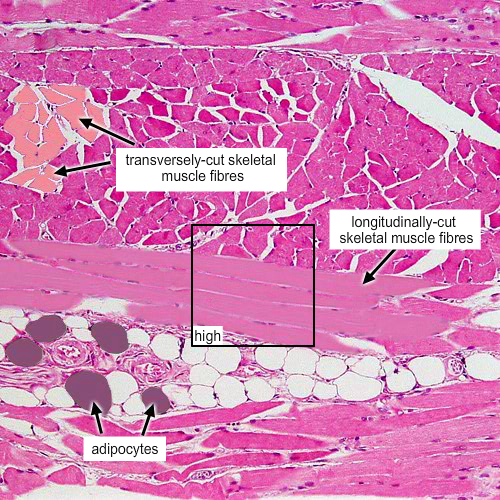 transversely-cut skeletal
muscle fibres
longitudinally-cut
skeletal muscle fibres
high
adipocytes